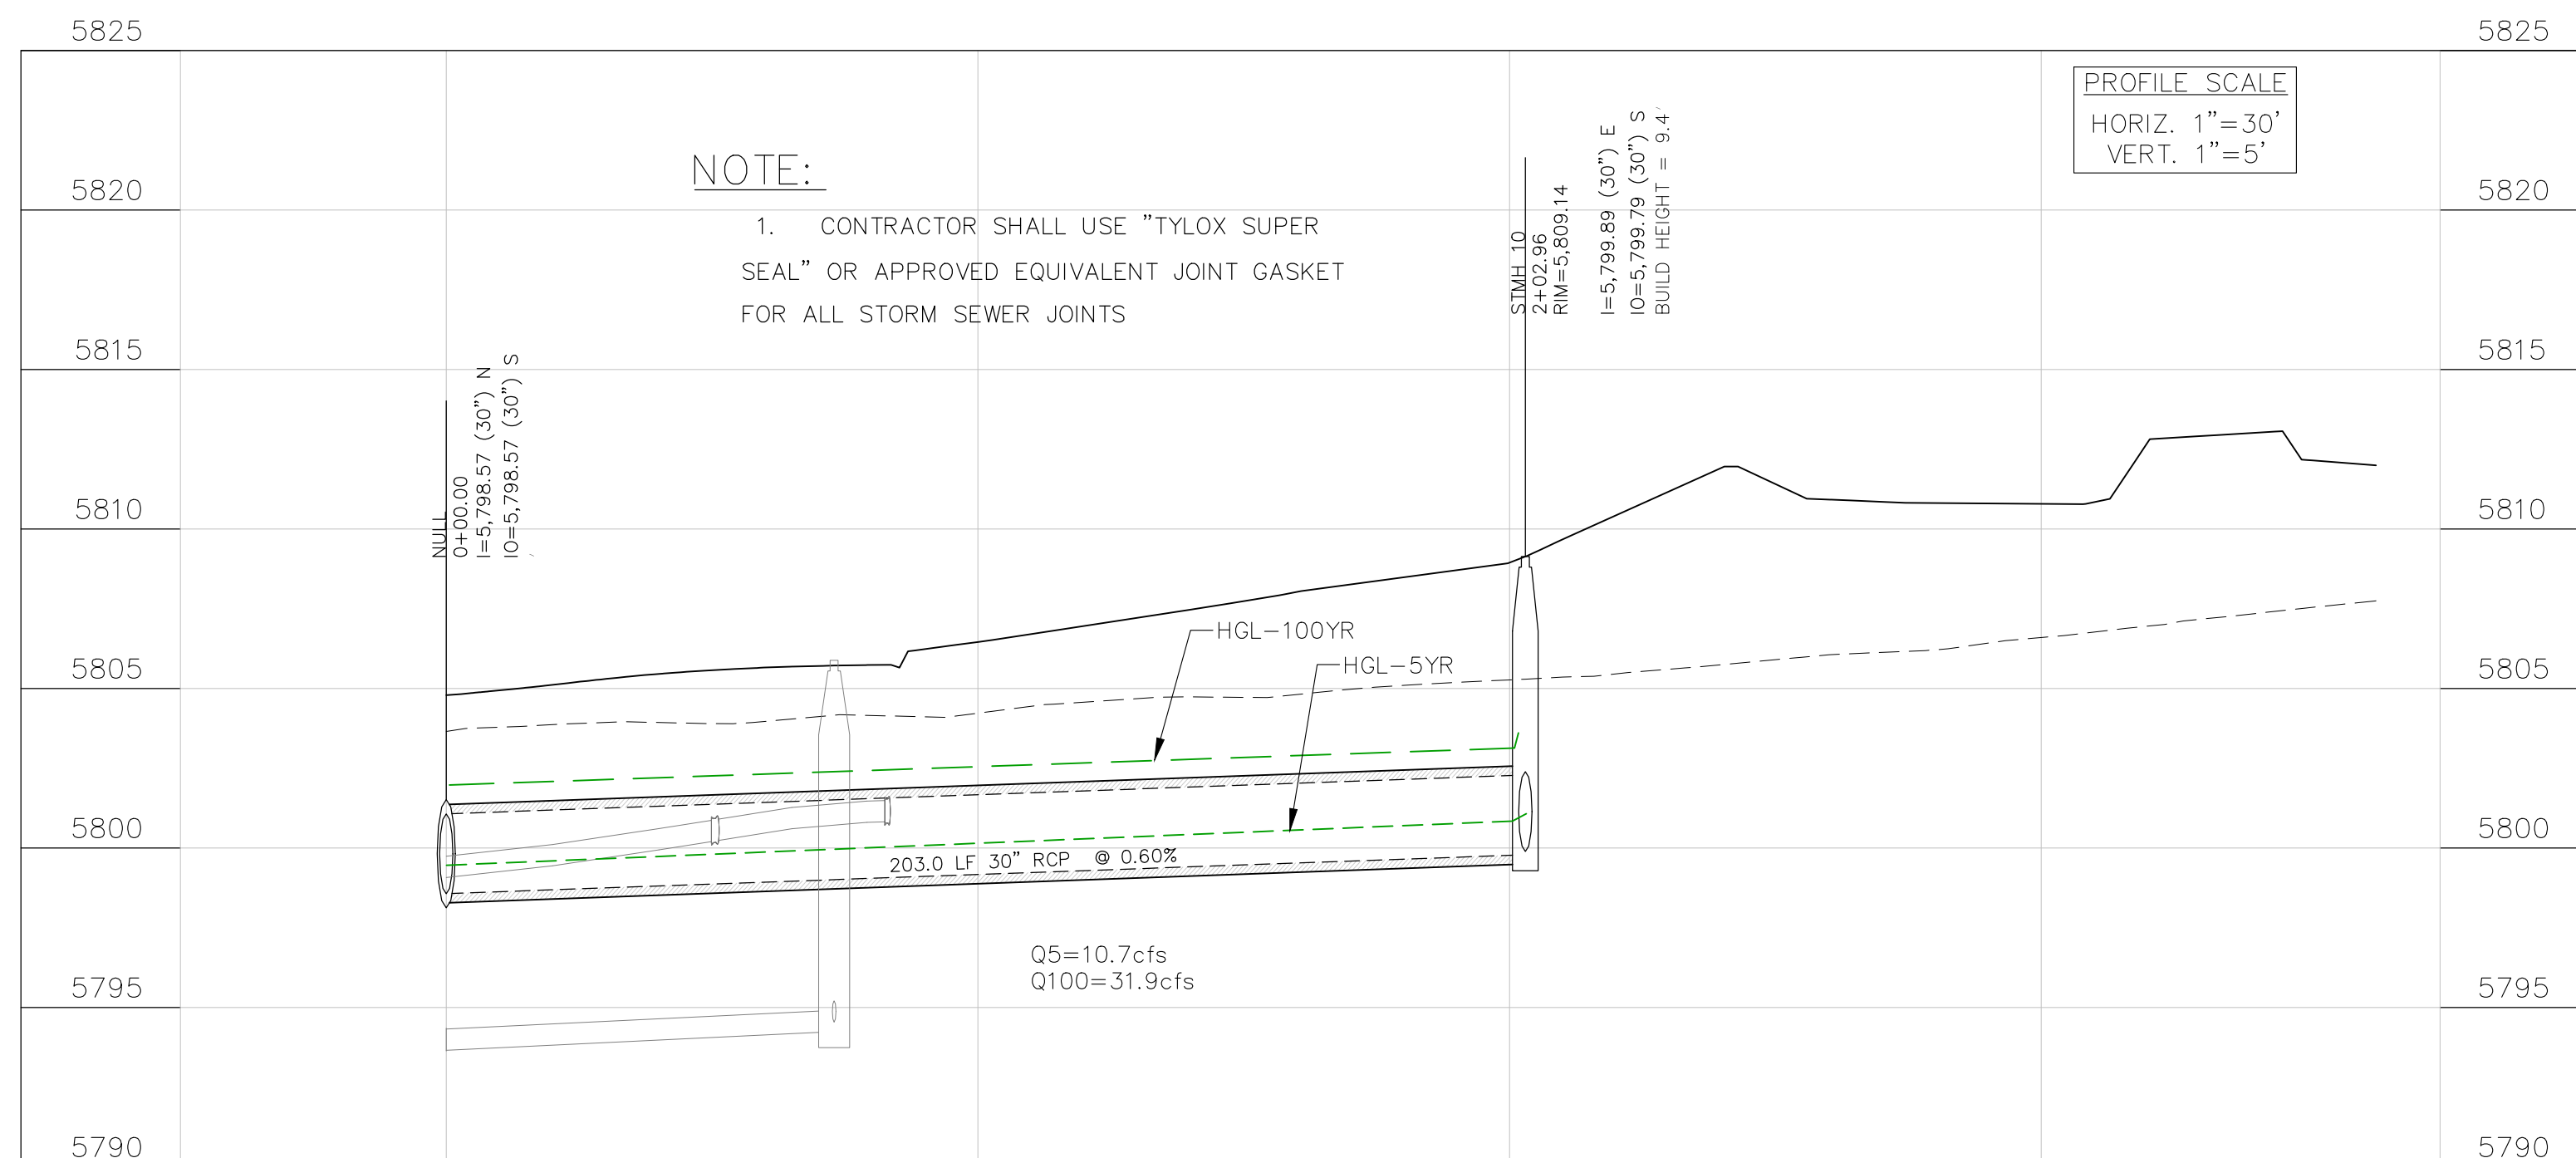 5825
5825
PROFILE SCALE
HORIZ. 1"=30'
VERT. 1"=5'
NOTE:
1. CONTRACTOR SHALL USE "TYLOX SUPER
SEAL" OR APPROVED EQUIVALENT JOINT GASKET
FOR ALL STORM SEWER JOINTS
STMH 10
2+02.96
RIM=5,809.14
I=5,799.89 (30") E
IO=5,799.79 (30") S
BUILD HEIGHT = 9.4'
5820
5820
5815
5815
NULL
0+00.00
I=5,798.57 (30") N
IO=5,798.57 (30") S
5810
5810
HGL-100YR
HGL-5YR
5805
5805
5800
5800
203.0 LF 30" RCP @ 0.60%
Q5=10.7cfs
Q100=31.9cfs
5795
5795
5790
5790